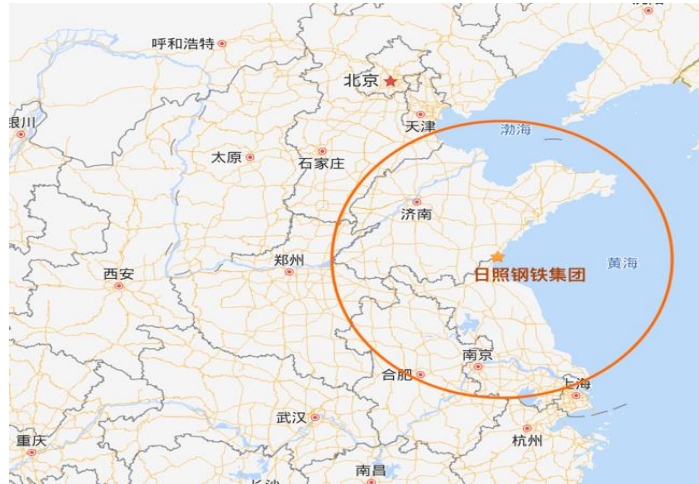 呼和浩特
北京
天津
银川
渤海
太原
石家庄
济南
郑州
日照钢铁集团
黄海
西安
南京
合肥
上海
武汉
杭州
重庆
南昌
长沙